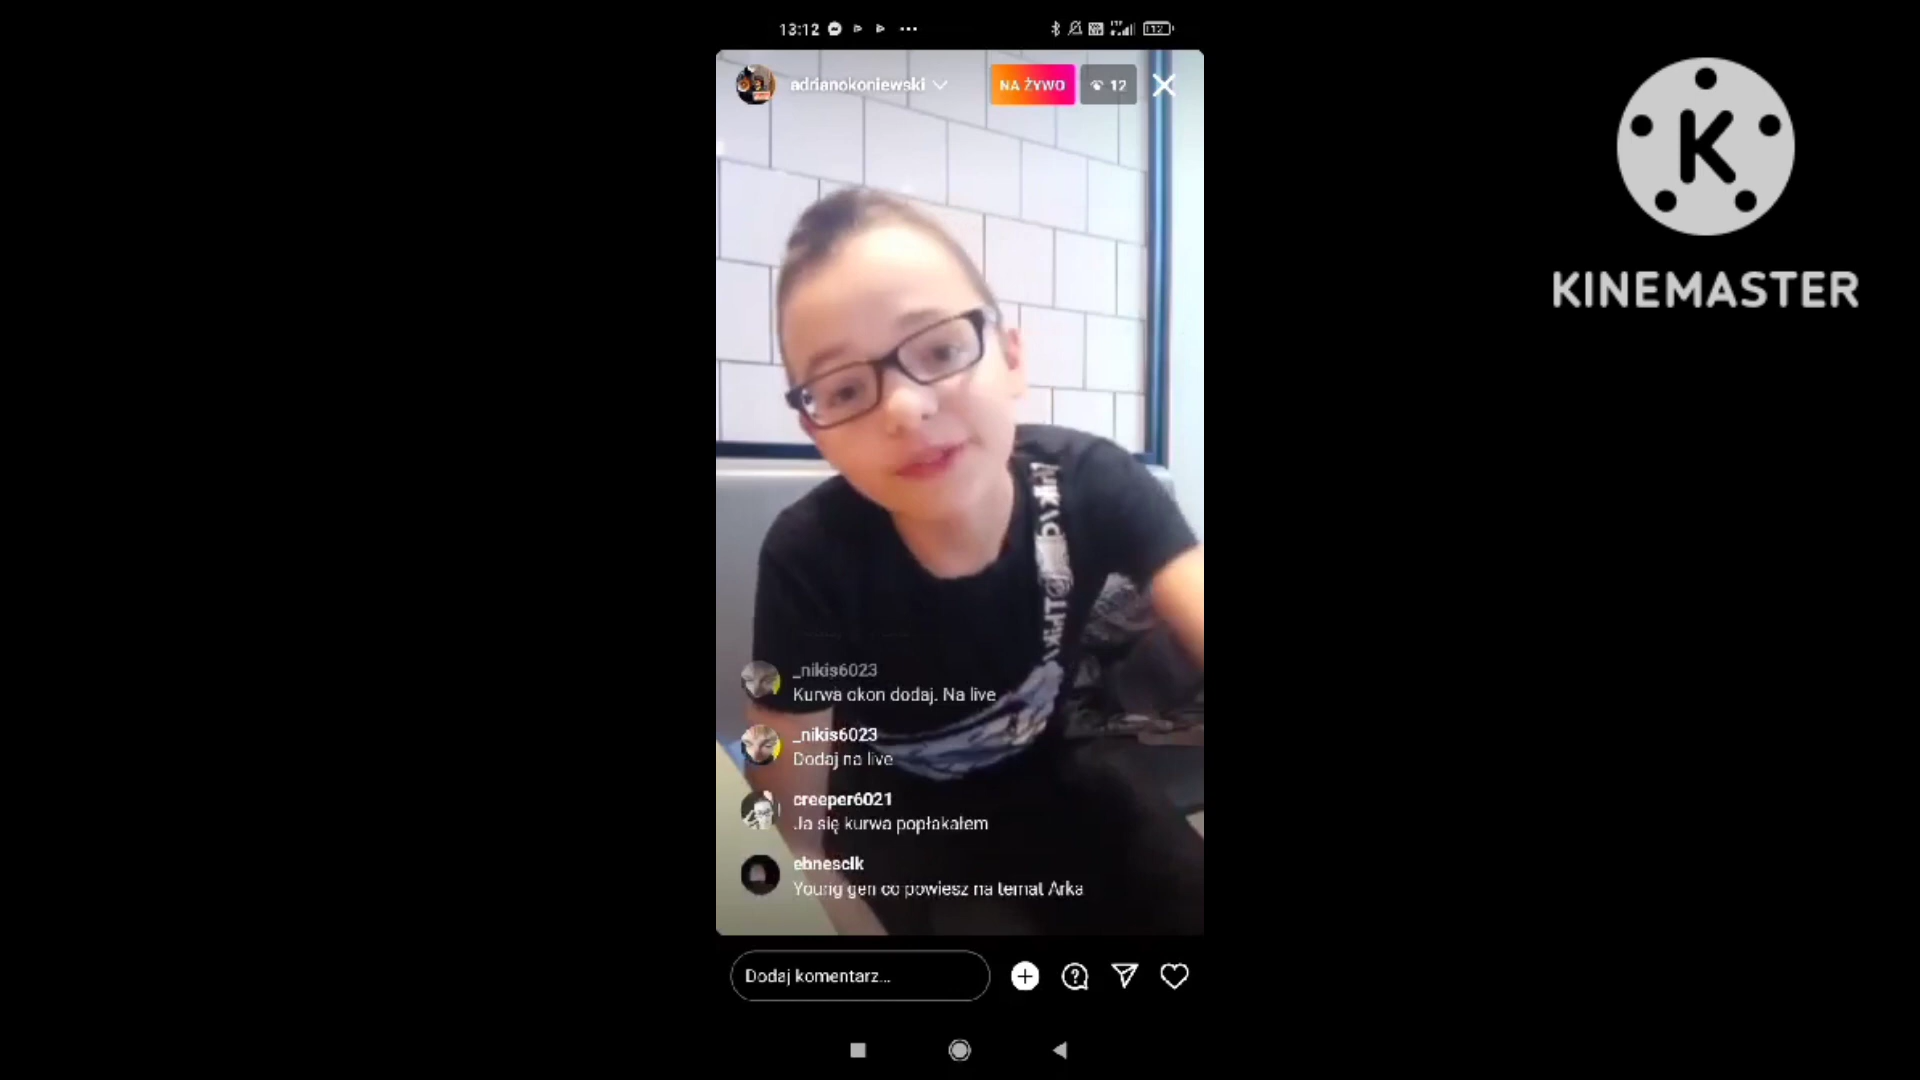 13:12
adrianokoniewski
NA ŻYWO
12
K
KINEMASTER
_nikis6023
Kurwa okon dodaj. Na live
_nikis6023
Dodaj na live
creeper6021
Ja się kurwa popłakałem
ebnesclk
Young gen co powiesz na temat Arka
Dodaj komentarz...